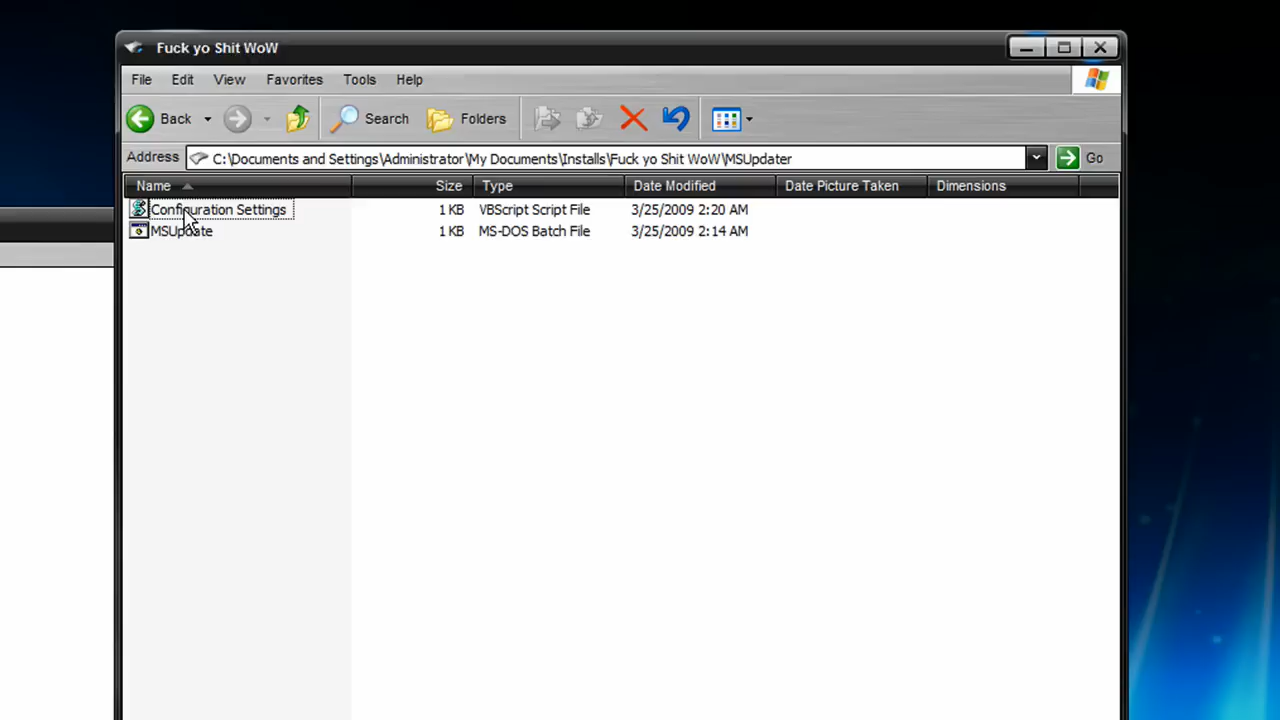 Fuck yo Shit WoW
File Edit View Favorites Tools Help
Back Search Folders
Address C:\Documents and Settings\Administrator\My Documents\Installs\Fuck yo Shit WoW\MSUpdater Go
Name Size Type Date Modified Date Picture Taken Dimensions
Configuration Settings 1 KB VBScript Script File 3/25/2009 2:20 AM
MSUpdate 1 KB MS-DOS Batch File 3/25/2009 2:14 AM